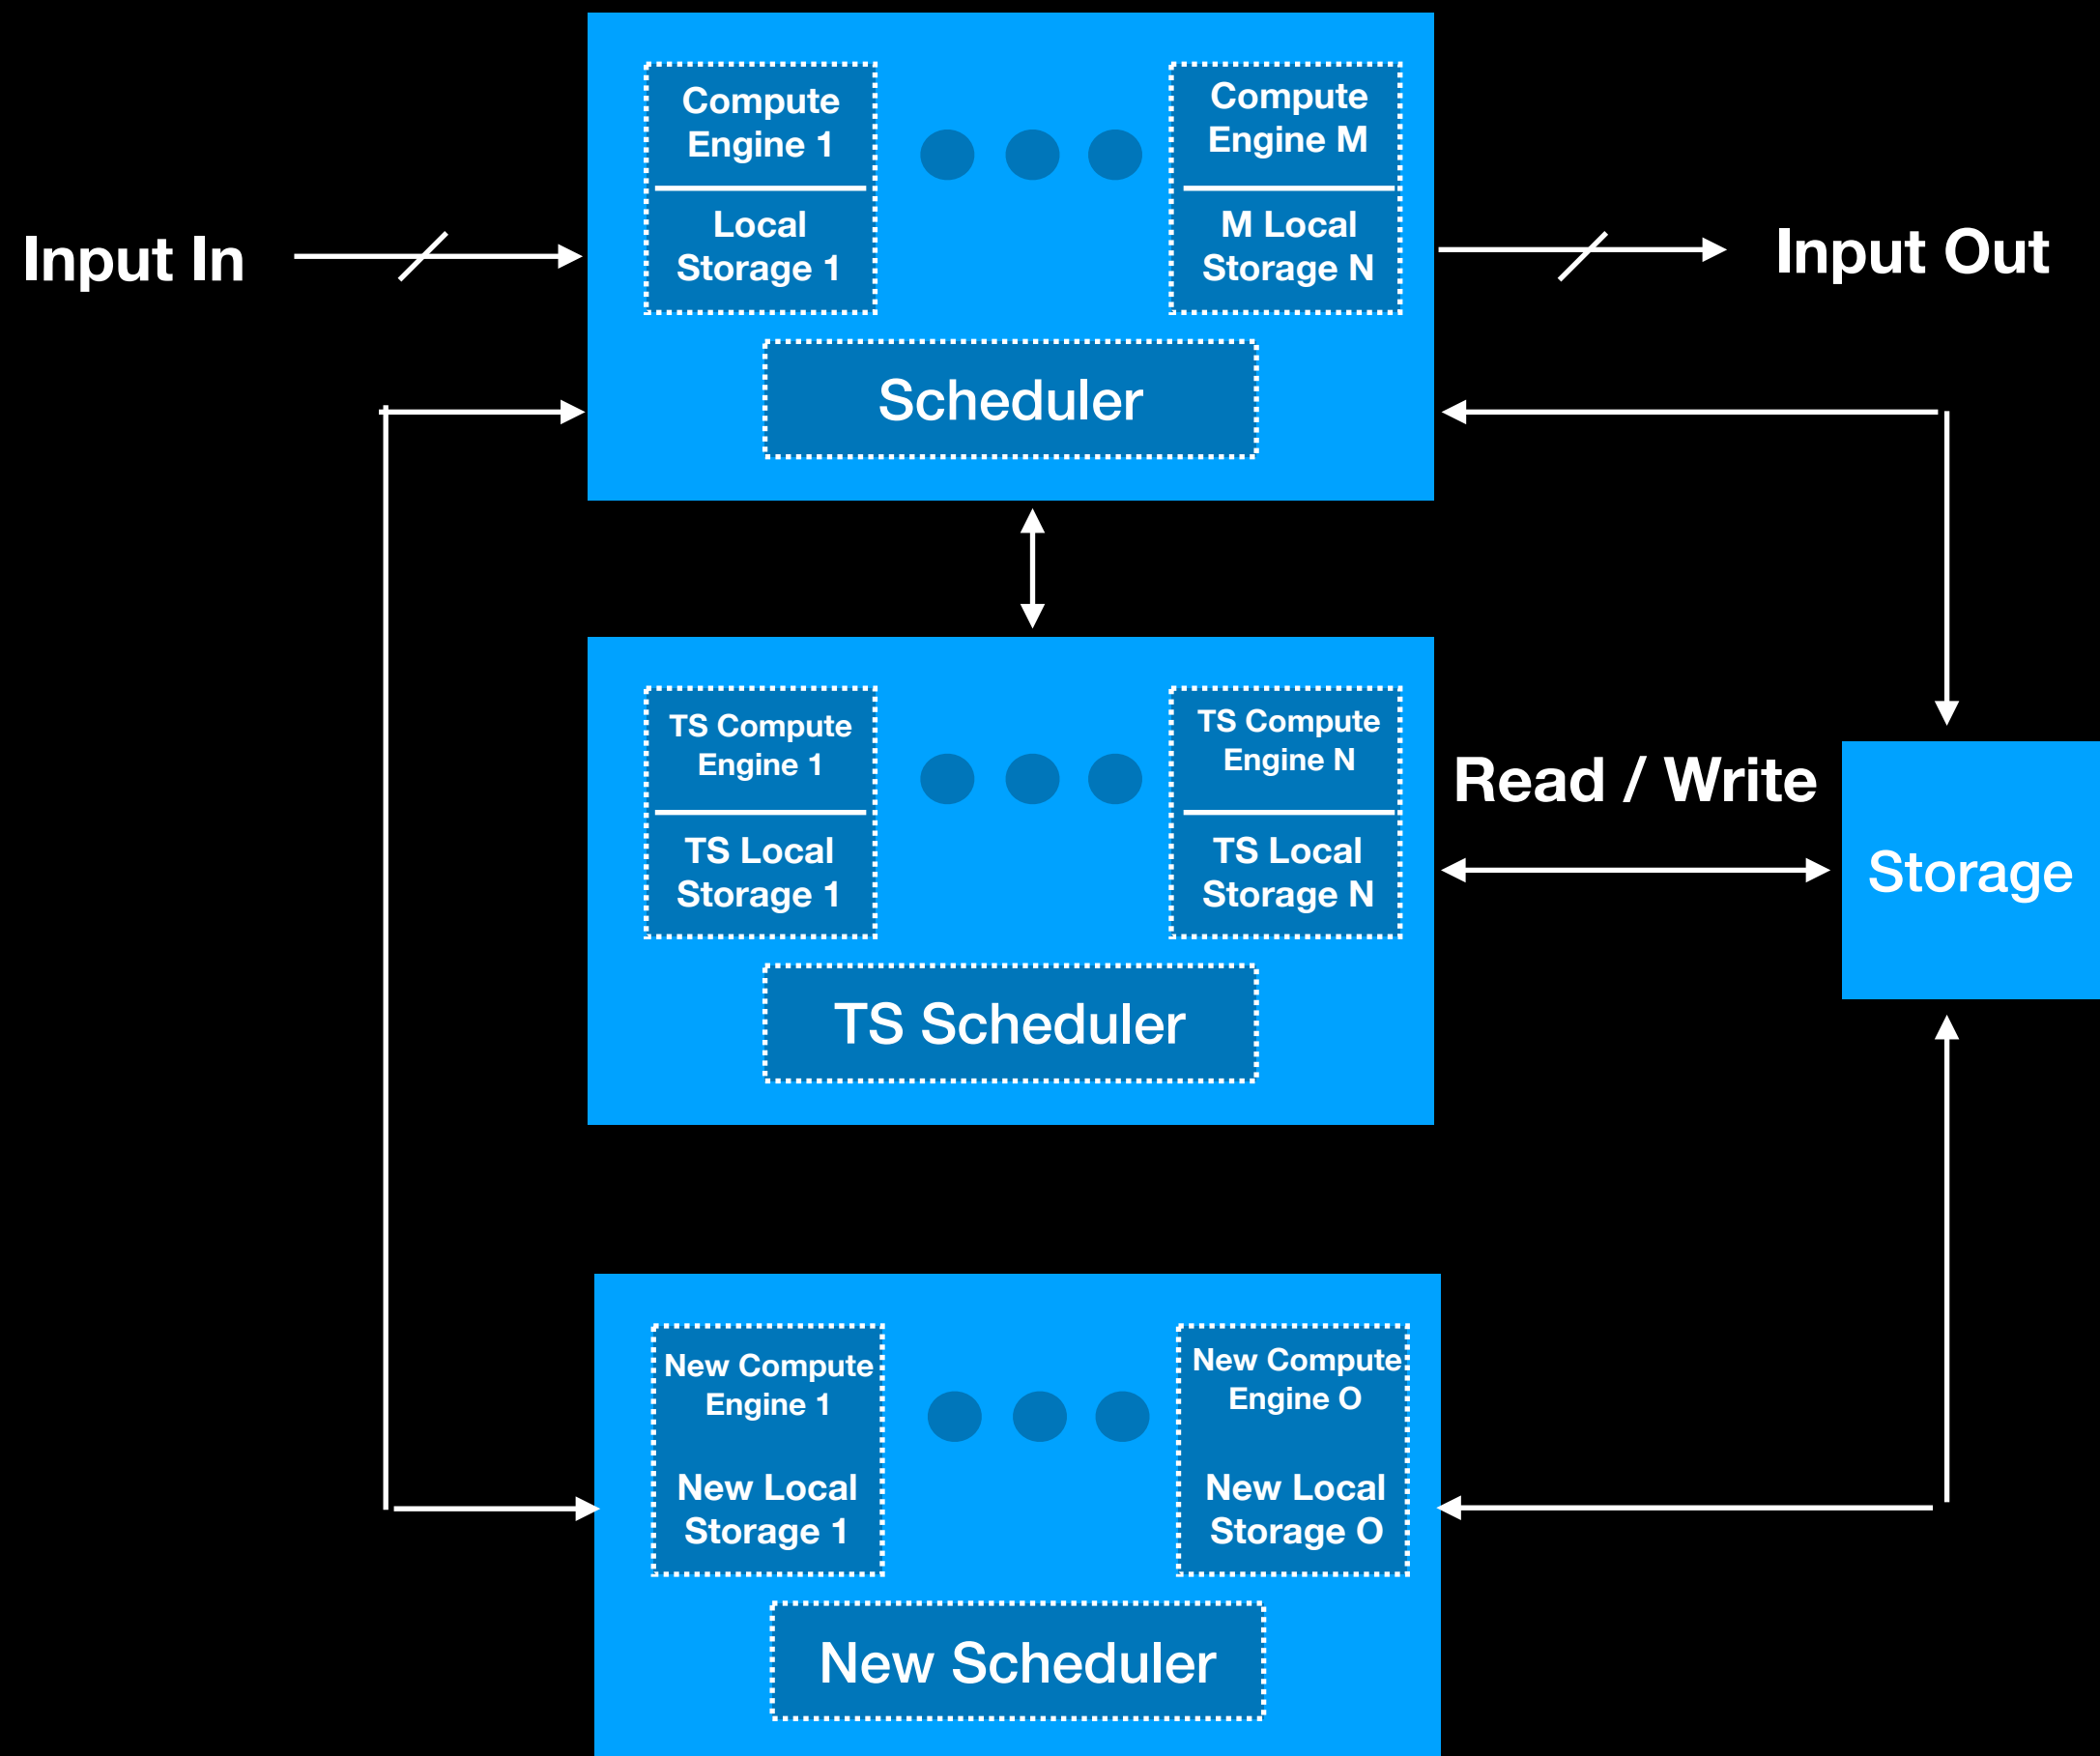 Compute
Engine 1
Local
Storage 1
Compute
Engine M
M Local
Storage N
Input In
Input Out
Scheduler
TS Compute
Engine 1
TS Local
Storage 1
TS Compute
Engine N
TS Local
Storage N
Read / Write
Storage
TS Scheduler
New Compute
Engine 1
New Local
Storage 1
New Compute
Engine O
New Local
Storage O
New Scheduler